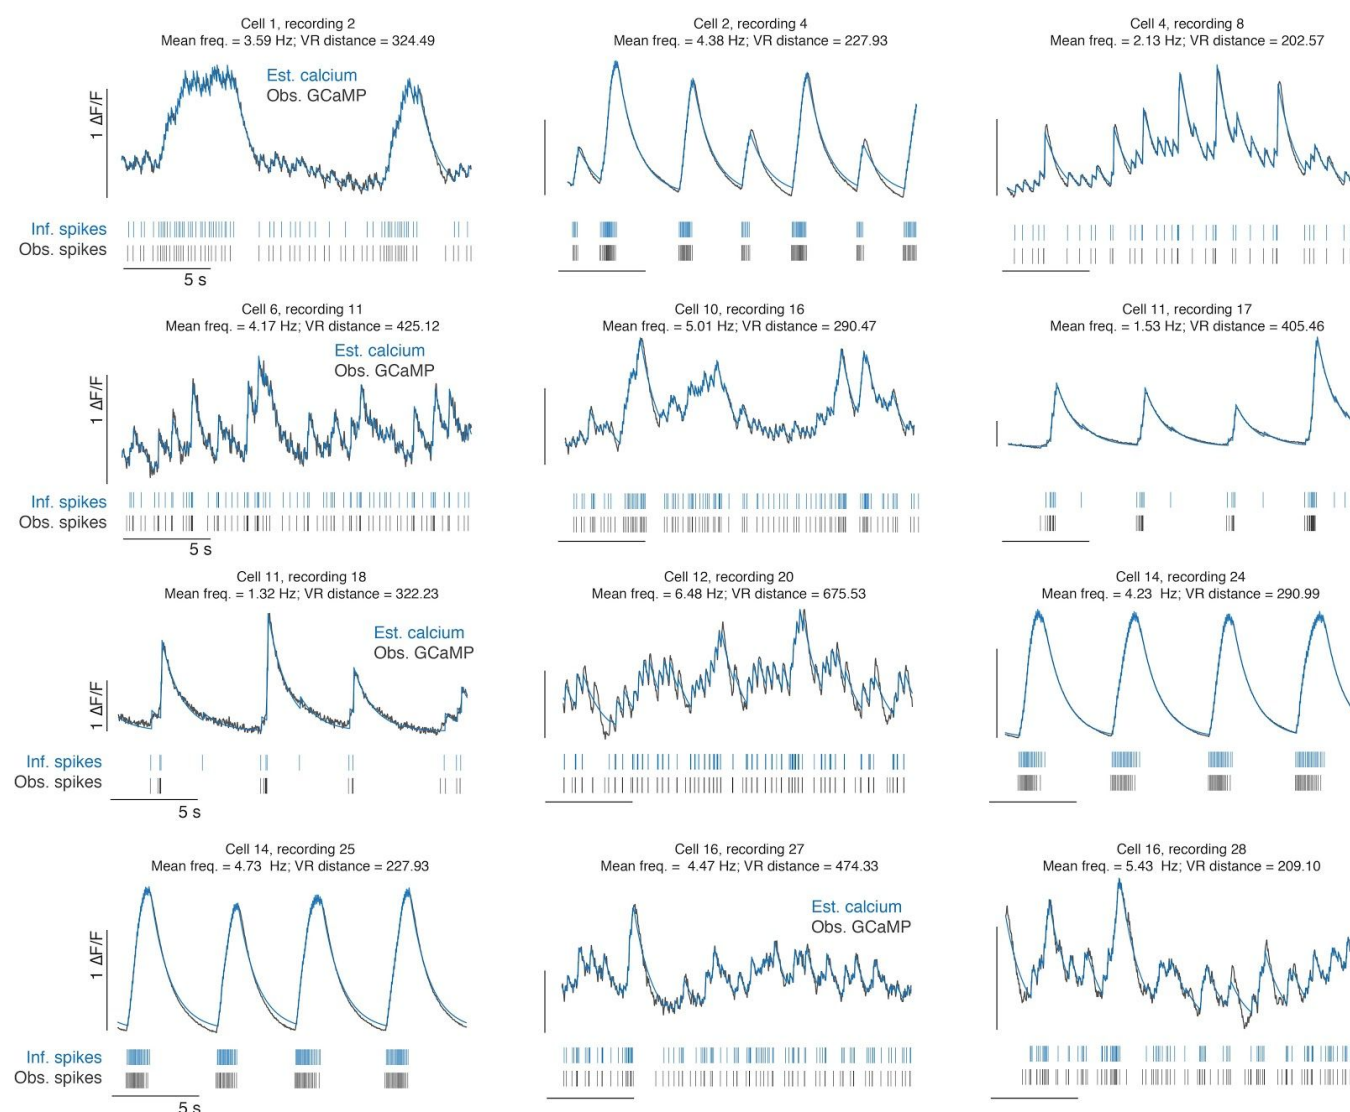 Cell 1, recording 2
Mean freq. = 3.59 Hz; VR distance = 324.49
Est. calcium
Obs. GCaMP
1 ΔF/F
Inf. spikes
Obs. spikes
5 s
Cell 2, recording 4
Mean freq. = 4.38 Hz; VR distance = 227.93
Cell 4, recording 8
Mean freq. = 2.13 Hz; VR distance = 202.57
Cell 6, recording 11
Mean freq. = 4.17 Hz; VR distance = 425.12
Est. calcium
Obs. GCaMP
1 ΔF/F
Inf. spikes
Obs. spikes
5 s
Cell 10, recording 16
Mean freq. = 5.01 Hz; VR distance = 290.47
Cell 11, recording 17
Mean freq. = 1.53 Hz; VR distance = 405.46
Cell 11, recording 18
Mean freq. = 1.32 Hz; VR distance = 322.23
Est. calcium
Obs. GCaMP
1 ΔF/F
Inf. spikes
Obs. spikes
5 s
Cell 12, recording 20
Mean freq. = 6.48 Hz; VR distance = 675.53
Cell 14, recording 24
Mean freq. = 4.23 Hz; VR distance = 290.99
Cell 14, recording 25
Mean freq. = 4.73 Hz; VR distance = 227.93
1 ΔF/F
Inf. spikes
Obs. spikes
5 s
Cell 16, recording 27
Mean freq. = 4.47 Hz; VR distance = 474.33
Est. calcium
Obs. GCaMP
Cell 16, recording 28
Mean freq. = 5.43 Hz; VR distance = 209.10